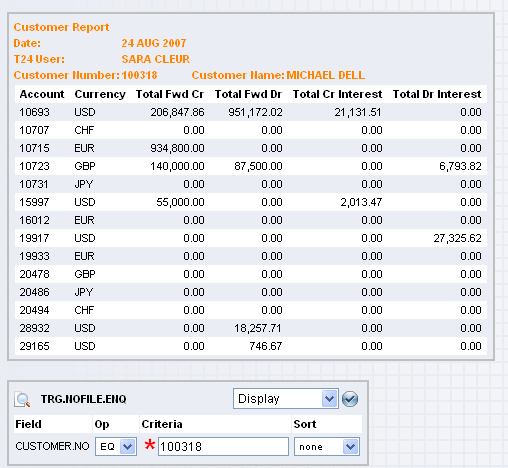 Customer Report
Date: 24 AUG 2007
T24 User: SARA CLEUR
Customer Number: 100318 Customer Name: MICHAEL DELL
Account Currency Total Fwd Cr Total Fwd Dr Total Cr Interest Total Dr Interest
10693 USD 206,847.86 951,172.02 21,131.51 0.00
10707 CHF 0.00 0.00 0.00 0.00
10715 EUR 934,800.00 0.00 0.00 0.00
10723 GBP 140,000.00 87,500.00 0.00 6,793.82
10731 JPY 0.00 0.00 0.00 0.00
15997 USD 55,000.00 0.00 2,013.47 0.00
16012 EUR 0.00 0.00 0.00 0.00
19917 USD 0.00 0.00 0.00 27,325.62
19933 EUR 0.00 0.00 0.00 0.00
20478 GBP 0.00 0.00 0.00 0.00
20486 JPY 0.00 0.00 0.00 0.00
20494 CHF 0.00 0.00 0.00 0.00
28932 USD 0.00 18,257.71 0.00 0.00
29165 USD 0.00 746.67 0.00 0.00
TRG.NOFILE.ENQ Display
Field Op Criteria Sort
CUSTOMER.NO EQ * 100318 none